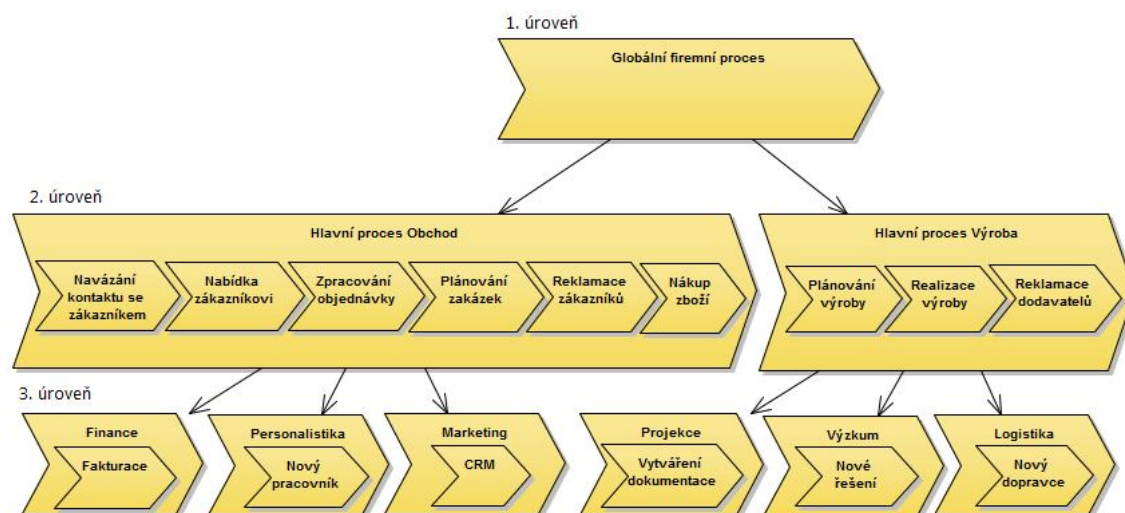 1. úroveň
Globální firemní proces
2. úroveň
Hlavní proces Obchod
Navázání
kontaktu se
zákazníkem
Nabídka
zákazníkovi
Zpracování
objednávky
Plánování
zakázek
Reklamace
zákazníků
Nákup
zboží
Hlavní proces Výroba
Plánování
výroby
Realizace
výroby
Reklamace
dodavatelů
3. úroveň
Finance
Fakturace
Personalistika
Nový
pracovník
Marketing
CRM
Projekce
Vytváření
dokumentace
Výzkum
Nové
řešení
Logistika
Nový
dopravce